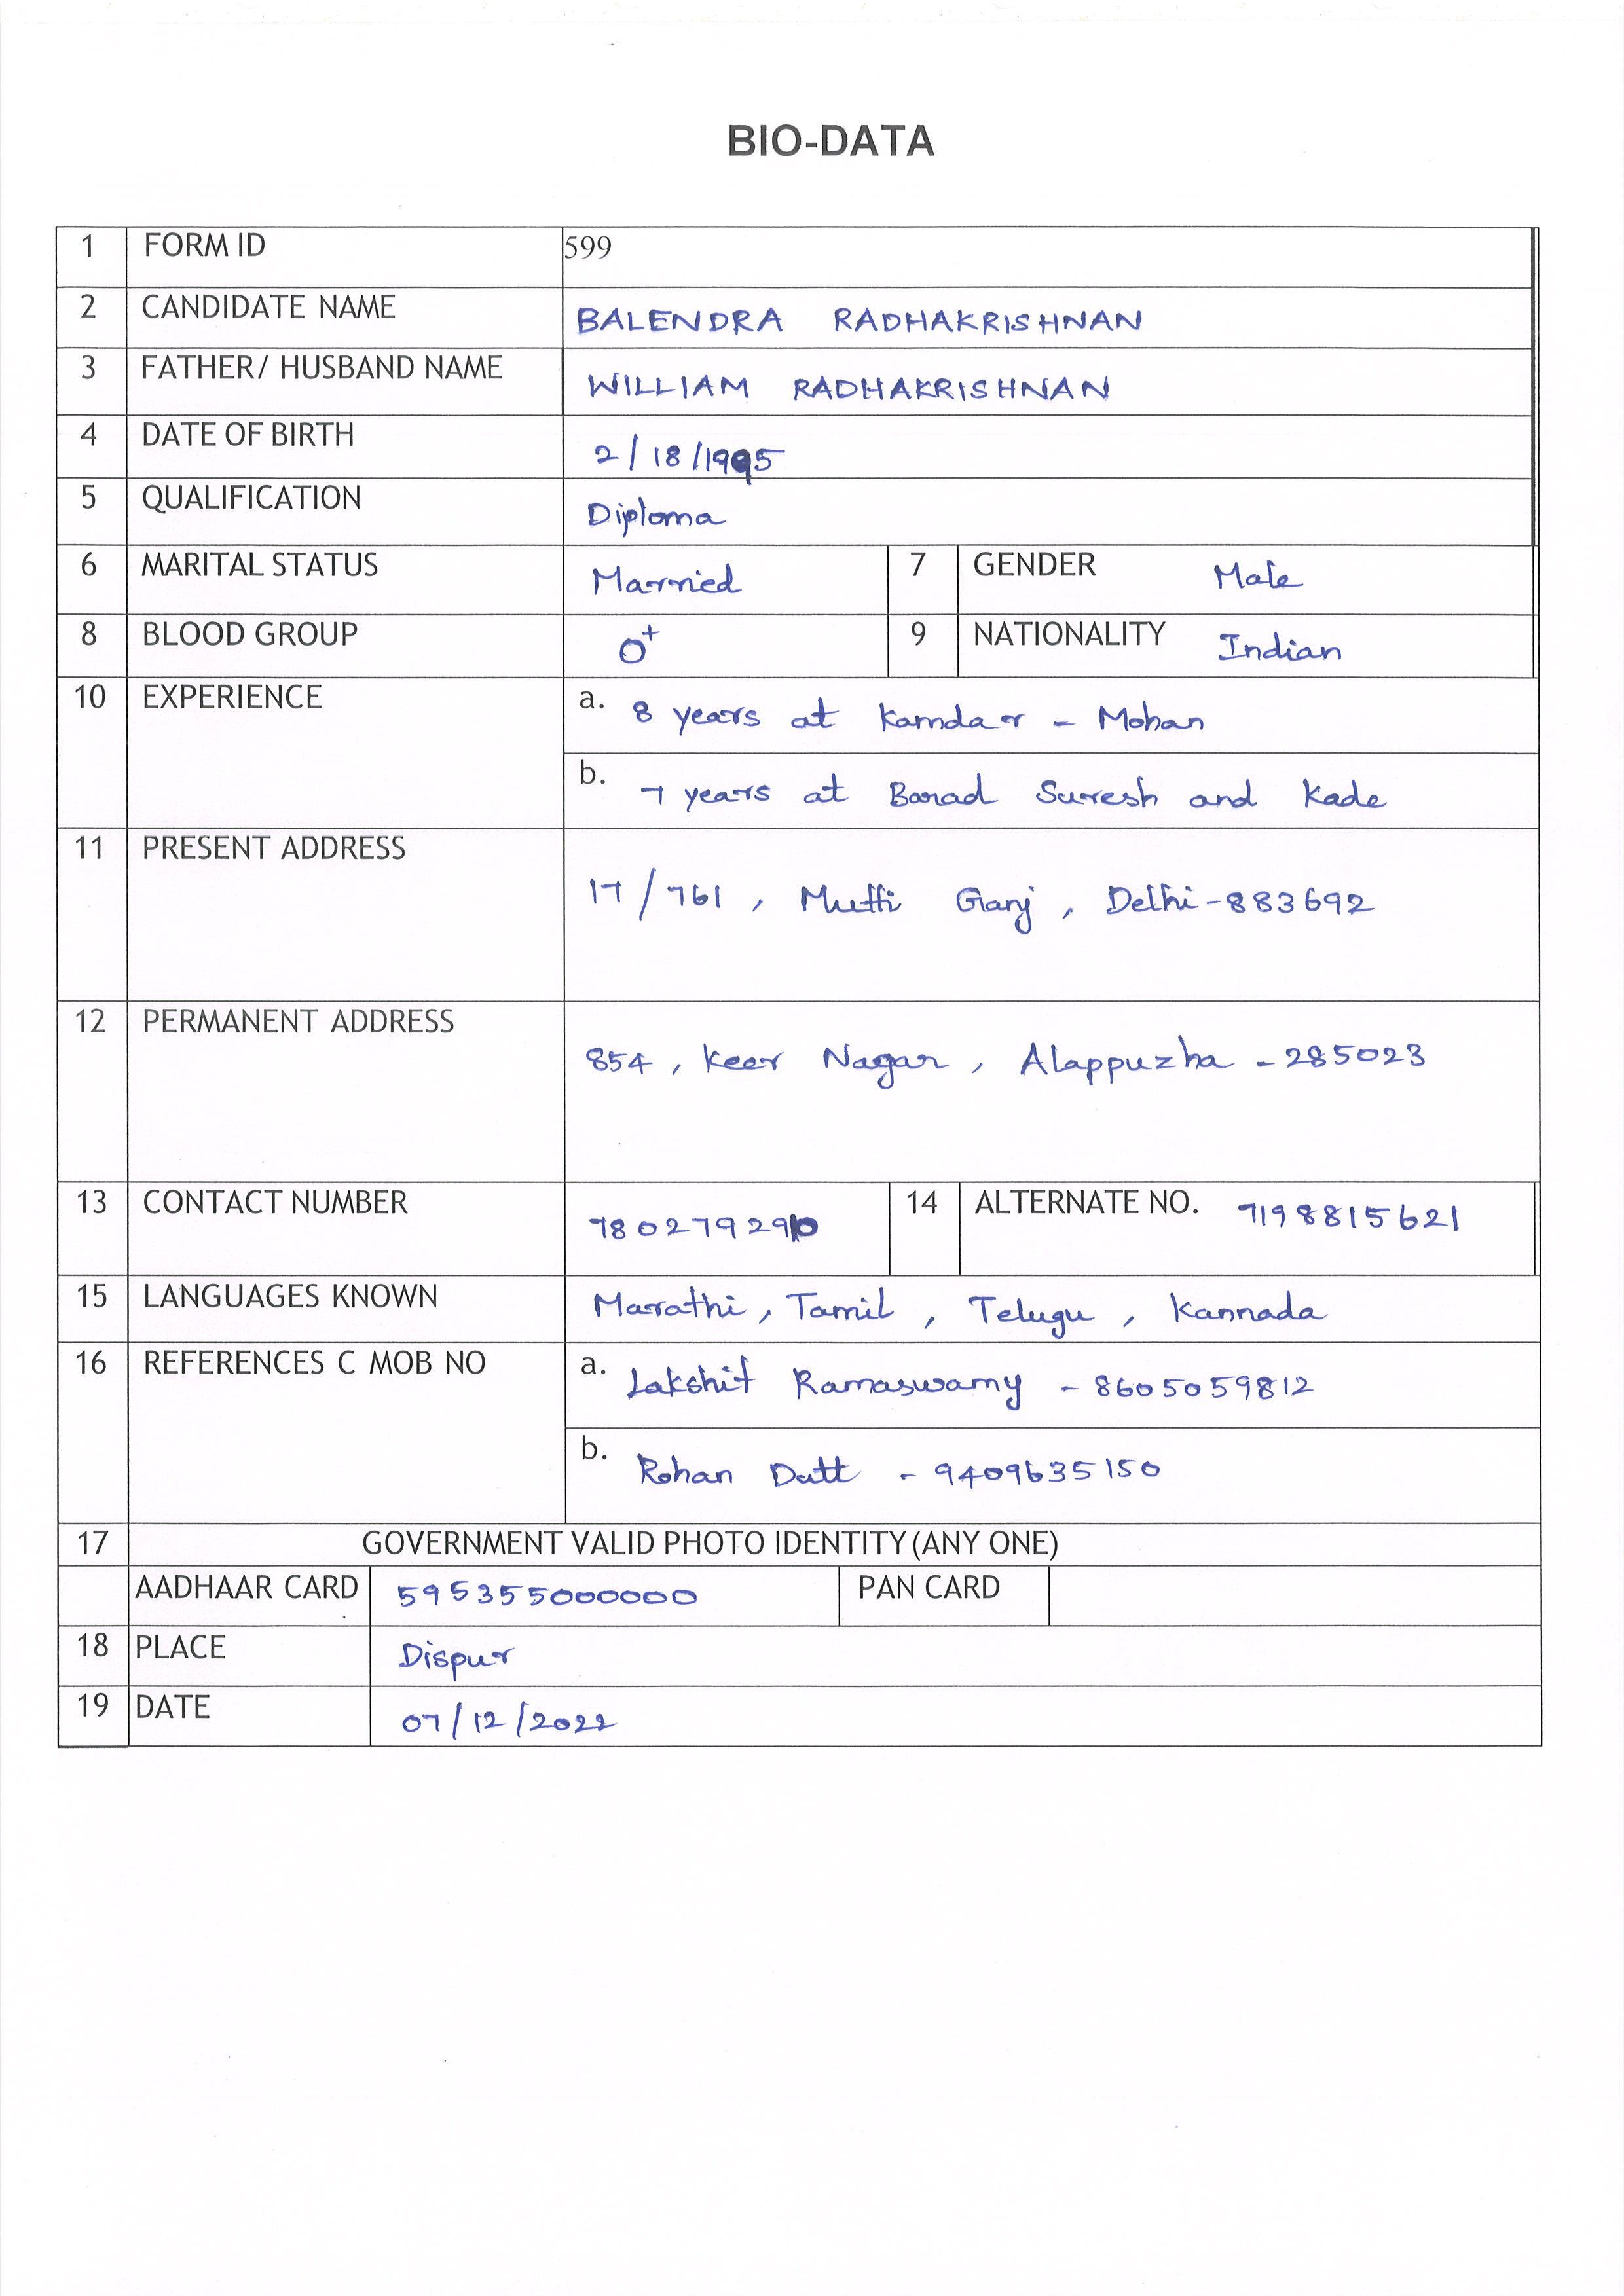 BIO-DATA
1 FORM ID 599
2 CANDIDATE NAME BALENDRA RADHAKRISHNAN
3 FATHER/ HUSBAND NAME WILLIAM RADHAKRISHNAN
4 DATE OF BIRTH 2/18/1995
5 QUALIFICATION Diploma
6 MARITAL STATUS Married 7 GENDER Male
8 BLOOD GROUP O+ 9 NATIONALITY Indian
10 EXPERIENCE a. 8 years at Kamdar - Mohan
b. 7 years at Barad Suresh and Kade
11 PRESENT ADDRESS
17/761, Mutti Ganj, Delhi-883692
12 PERMANENT ADDRESS
854, Keer Nagar, Alappuzha - 285023
13 CONTACT NUMBER 7802792910 14 ALTERNATE NO. 7198815621
15 LANGUAGES KNOWN Marathi, Tamil, Telugu, Kannada
16 REFERENCES C MOB NO a. Lakshit Ramaswamy - 8605059812
b. Rohan Dutt - 9409635150
17 GOVERNMENT VALID PHOTO IDENTITY (ANY ONE)
AADHAAR CARD 595355000000 PAN CARD
18 PLACE Dispur
19 DATE 07/12/2022